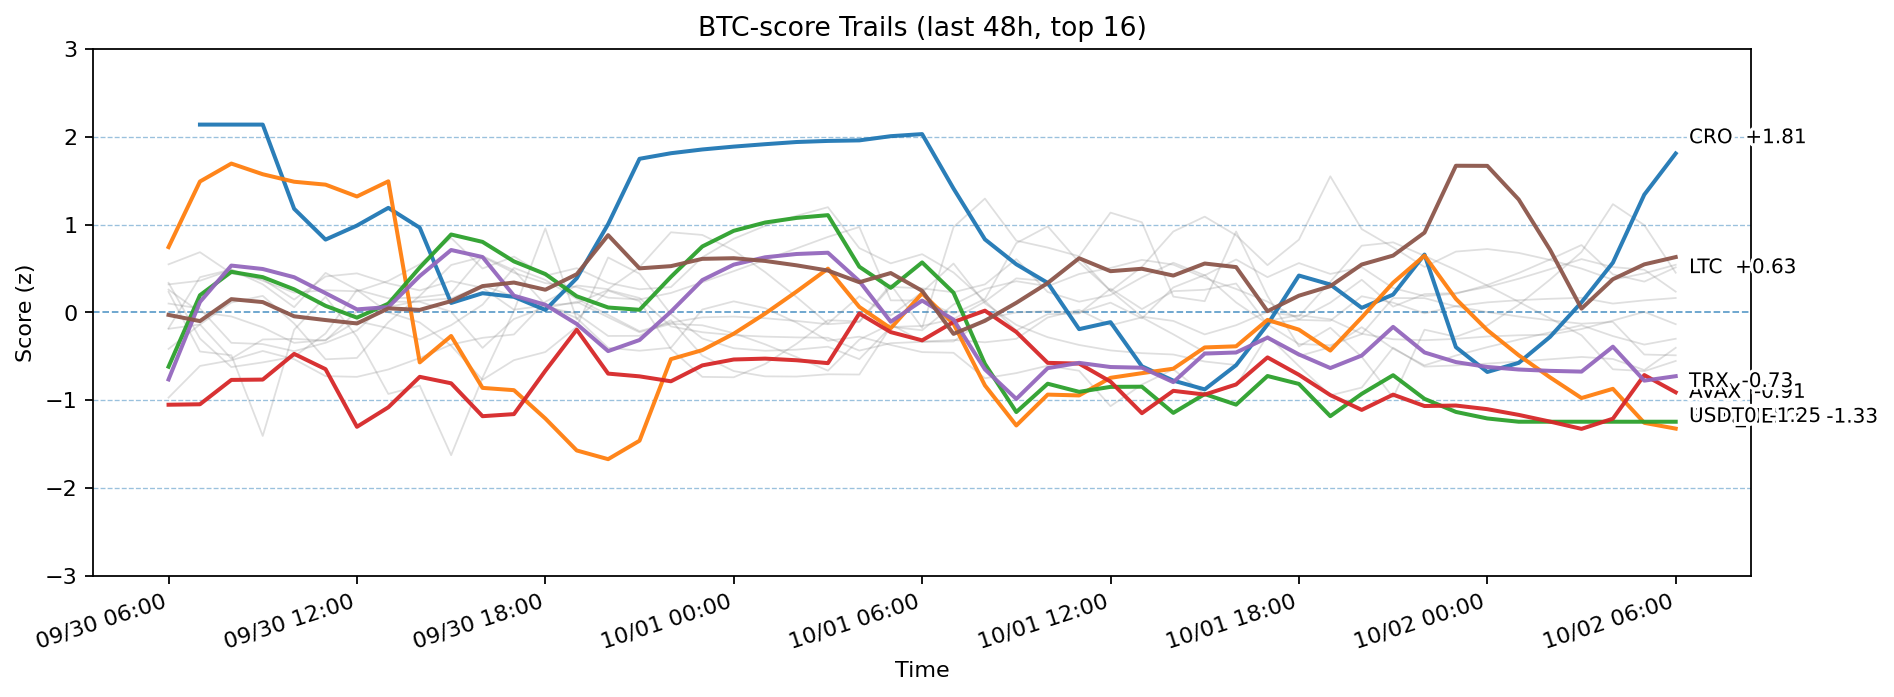 BTC-score Trails (last 48h, top 16)
Score (z)
3
2
1
0
−1
−2
−3
CRO +1.81
LTC +0.63
TRX -0.73
AVAX -0.91
-1.25 -1.33
09/30 06:00
09/30 12:00
09/30 18:00
10/01 00:00
10/01 06:00
10/01 12:00
10/01 18:00
10/02 00:00
10/02 06:00
Time